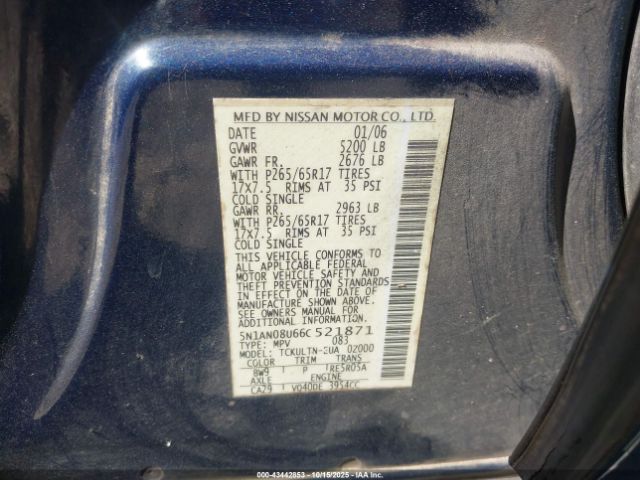 MFD BY NISSAN MOTOR CO., LTD.
DATE 01/06
GVWR 5200 LB
GAWR FR. 2676 LB
WITH P265/65R17 TIRES
17X7.5 RIMS AT 35 PSI
COLD SINGLE
GAWR RR. 2963 LB
WITH P265/65R17 TIRES
17X7.5 RIMS AT 35 PSI
COLD SINGLE
THIS VEHICLE CONFORMS TO
ALL APPLICABLE FEDERAL
MOTOR VEHICLE SAFETY AND
THEFT PREVENTION STANDARDS
IN EFFECT ON THE DATE OF
MANUFACTURE SHOWN ABOVE.
SEE OWNERS MANUAL FOR
ADDITIONAL INFORMATION
5N1AN08U66C521871
TYPE: MPV 083
MODEL: TCKULTN-EUA 02000
COLOR TRIM TRANS
BW9 P RE5R05A
AXLE ENGINE
CA29 VQ40DE 3954CC
000-43442853 | 10/15/2025 | IAA, Inc.